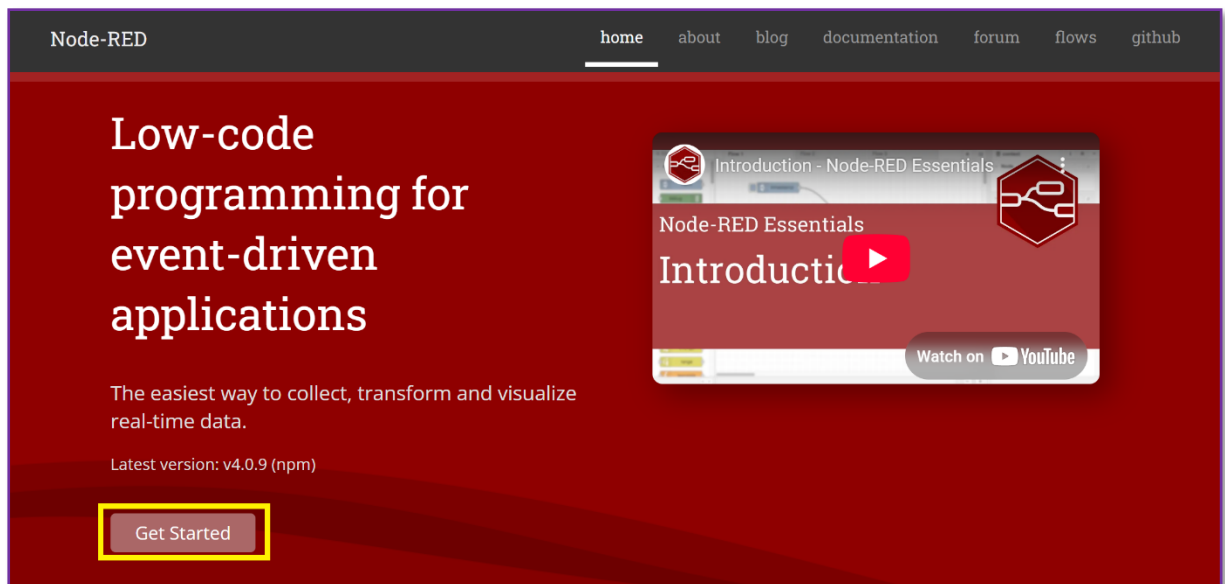 Node-RED
home about blog documentation forum flows github
Low-code
programming for
event-driven
applications
The easiest way to collect, transform and visualize
real-time data.
Latest version: v4.0.9 (npm)
Get Started
Introduction - Node-RED Essentials
Node-RED Essentials
Introduction
Watch on YouTube